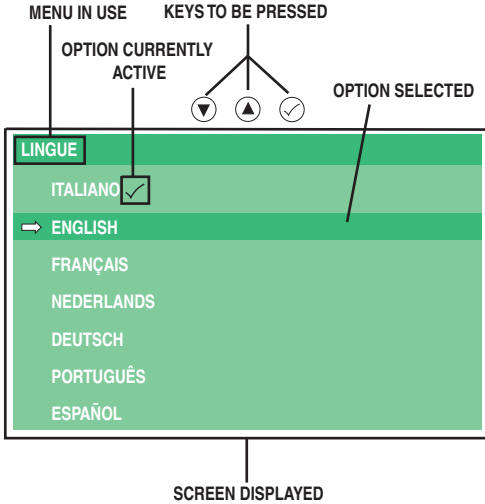 MENU IN USE
KEYS TO BE PRESSED
OPTION CURRENTLY
ACTIVE
OPTION SELECTED
LINGUE
ITALIANO
ENGLISH
FRANÇAIS
NEDERLANDS
DEUTSCH
PORTUGUÊS
ESPAÑOL
SCREEN DISPLAYED